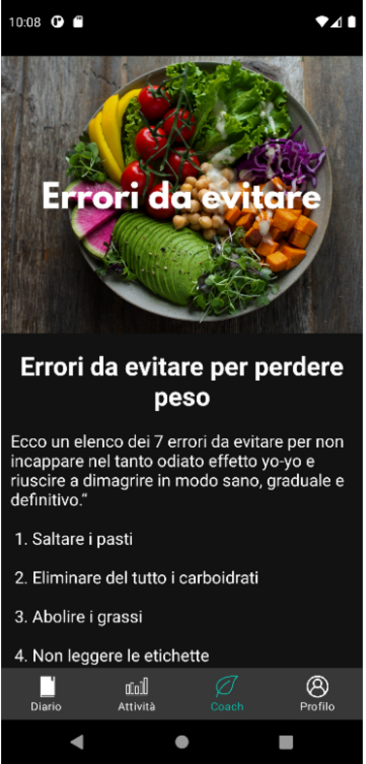 10:08
Errori da evitare
Errori da evitare per perdere
peso
Ecco un elenco dei 7 errori da evitare per non
incappare nel tanto odiato effetto yo-yo e
riuscire a dimagrire in modo sano, graduale e
definitivo.“
1. Saltare i pasti
2. Eliminare del tutto i carboidrati
3. Abolire i grassi
4. Non leggere le etichette
Diario
Attività
Coach
Profilo